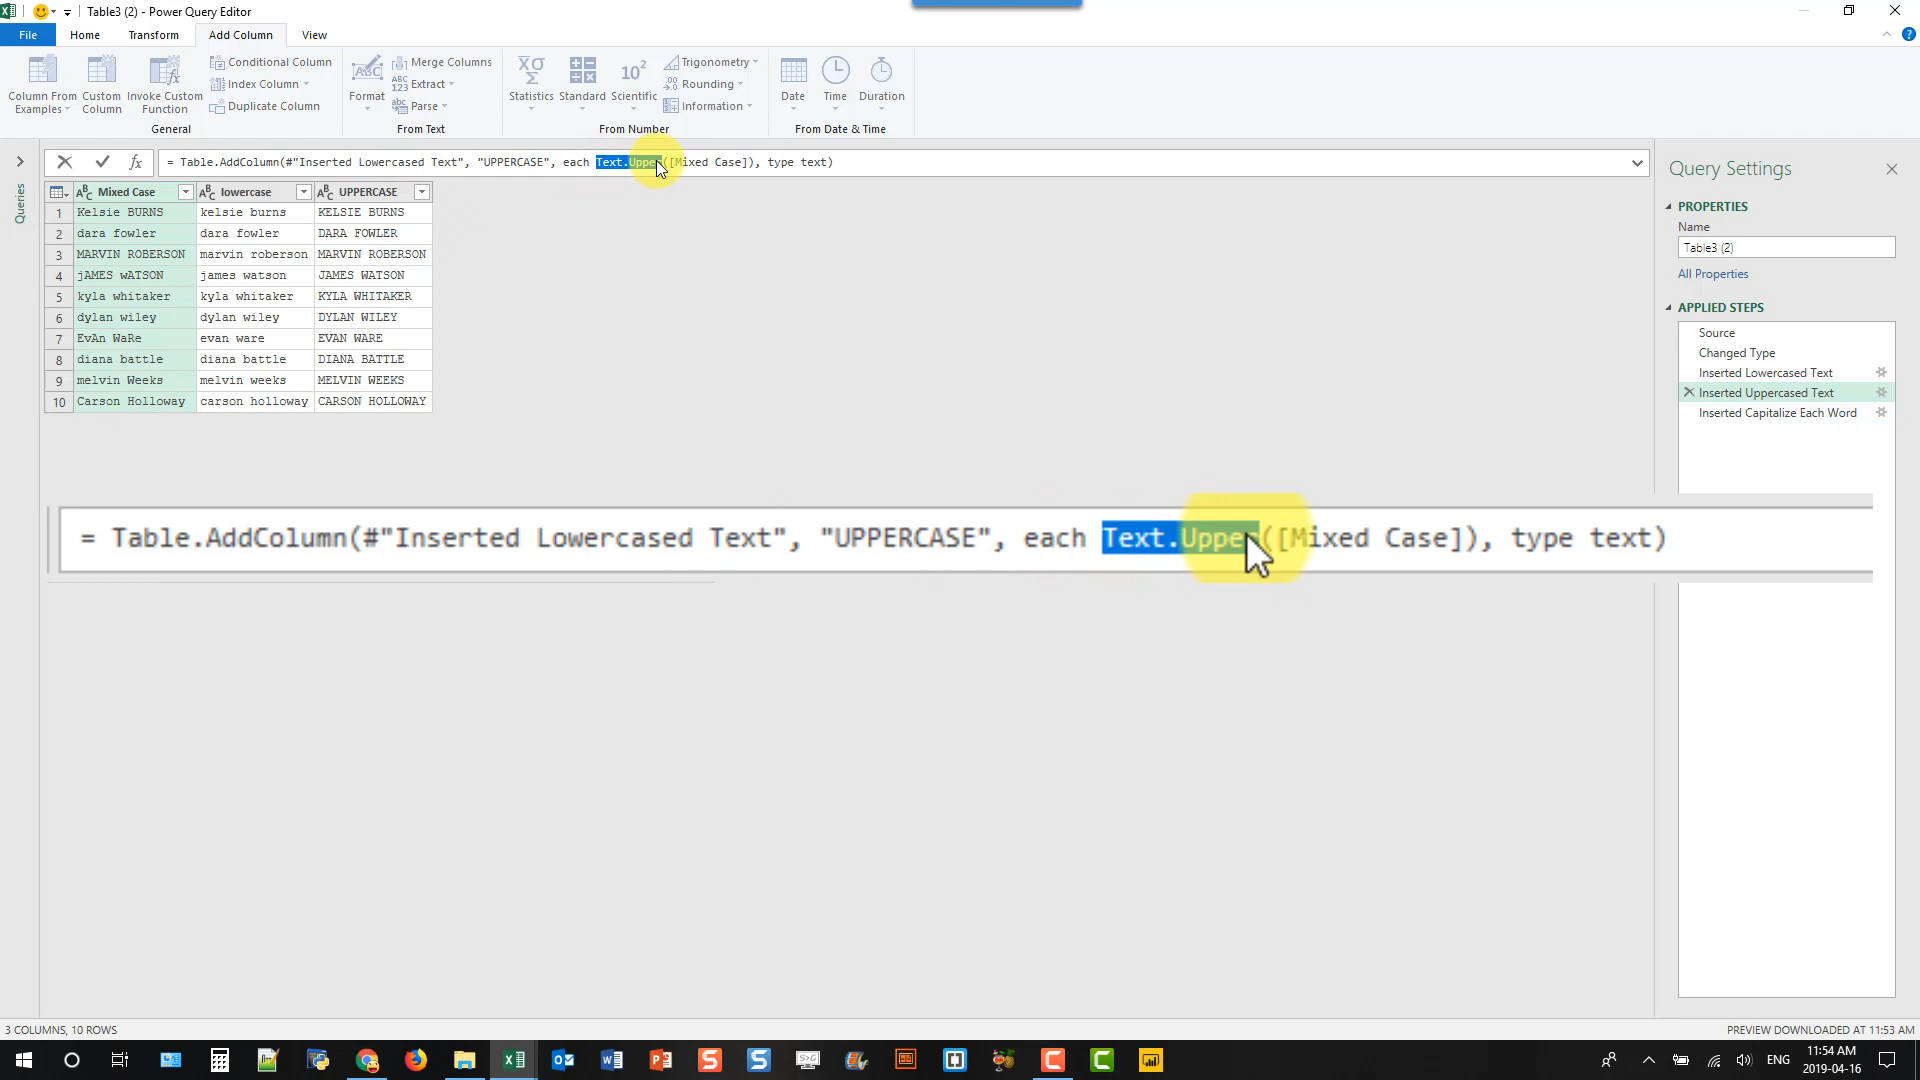 Table3 (2) - Power Query Editor
File Home Transform Add Column View
Column From Examples
Custom Column
Invoke Custom Function
Conditional Column
Index Column
Duplicate Column
General
Format
Merge Columns
Extract
Parse
From Text
Statistics
Standard
Scientific
Trigonometry
Rounding
Information
From Number
Date
Time
Duration
From Date & Time
= Table.AddColumn(#"Inserted Lowercased Text", "UPPERCASE", each Text.Upper([Mixed Case]), type text)
Queries
Mixed Case lowercase UPPERCASE
1 Kelsie BURNS kelsie burns KELSIE BURNS
2 dara fowler dara fowler DARA FOWLER
3 MARVIN ROBERSON marvin roberson MARVIN ROBERSON
4 jAMES wATSON james watson JAMES WATSON
5 kyla whitaker kyla whitaker KYLA WHITAKER
6 dylan wiley dylan wiley DYLAN WILEY
7 EvAn WaRe evan ware EVAN WARE
8 diana battle diana battle DIANA BATTLE
9 melvin Weeks melvin weeks MELVIN WEEKS
10 Carson Holloway carson holloway CARSON HOLLOWAY
= Table.AddColumn(#"Inserted Lowercased Text", "UPPERCASE", each Text.Upper([Mixed Case]), type text)
Query Settings
PROPERTIES
Name
Table3 (2)
All Properties
APPLIED STEPS
Source
Changed Type
Inserted Lowercased Text
Inserted Uppercased Text
Inserted Capitalize Each Word
3 COLUMNS, 10 ROWS
PREVIEW DOWNLOADED AT 11:53 AM
ENG
11:54 AM
2019-04-16